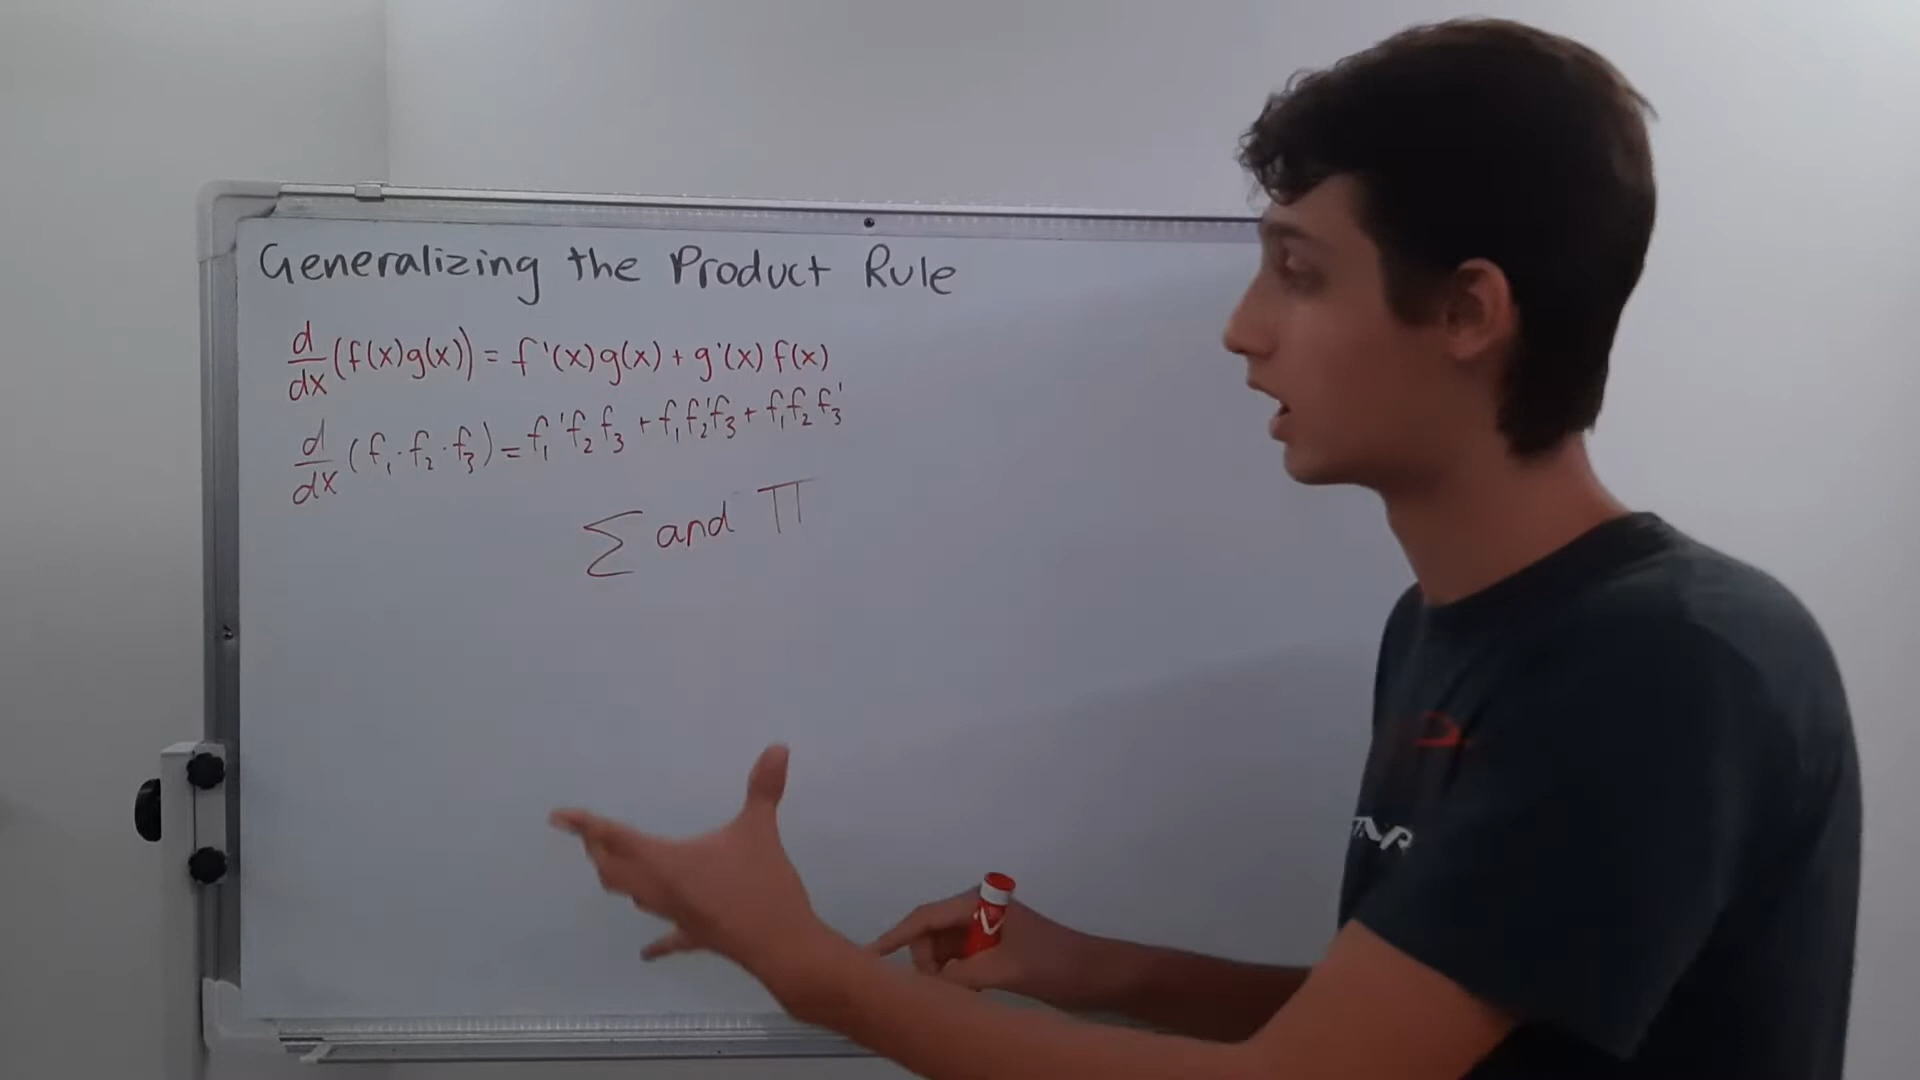 Generalizing the Product Rule
d/dx (f(x)g(x)) = f'(x)g(x) + g'(x) f(x)
d/dx (f₁·f₂·f₃) = f₁'f₂f₃ + f₁f₂'f₃ + f₁f₂f₃'
Σ and Π